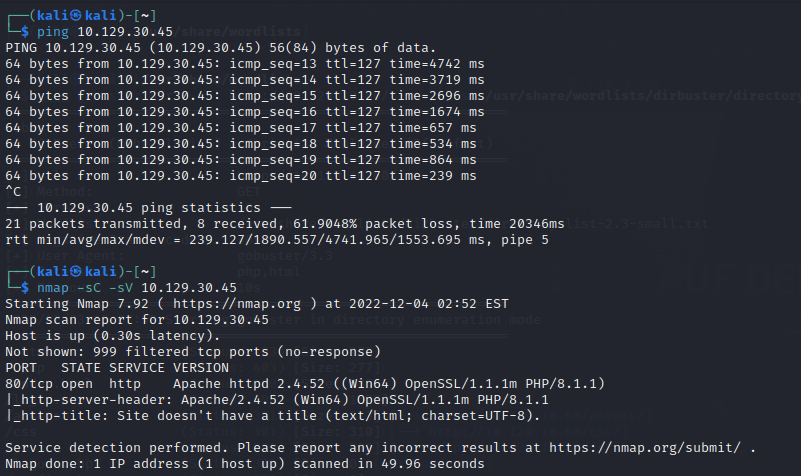 ┌──(kali㉿kali)-[~]
└─$ ping 10.129.30.45
PING 10.129.30.45 (10.129.30.45) 56(84) bytes of data.
64 bytes from 10.129.30.45: icmp_seq=13 ttl=127 time=4742 ms
64 bytes from 10.129.30.45: icmp_seq=14 ttl=127 time=3719 ms
64 bytes from 10.129.30.45: icmp_seq=15 ttl=127 time=2696 ms
64 bytes from 10.129.30.45: icmp_seq=16 ttl=127 time=1674 ms
64 bytes from 10.129.30.45: icmp_seq=17 ttl=127 time=657 ms
64 bytes from 10.129.30.45: icmp_seq=18 ttl=127 time=534 ms
64 bytes from 10.129.30.45: icmp_seq=19 ttl=127 time=864 ms
64 bytes from 10.129.30.45: icmp_seq=20 ttl=127 time=239 ms
^C
--- 10.129.30.45 ping statistics ---
21 packets transmitted, 8 received, 61.9048% packet loss, time 20346ms
rtt min/avg/max/mdev = 239.127/1890.557/4741.965/1553.695 ms, pipe 5
┌──(kali㉿kali)-[~]
└─$ nmap -sC -sV 10.129.30.45
Starting Nmap 7.92 ( https://nmap.org ) at 2022-12-04 02:52 EST
Nmap scan report for 10.129.30.45
Host is up (0.30s latency).
Not shown: 999 filtered tcp ports (no-response)
PORT   STATE SERVICE VERSION
80/tcp open  http    Apache httpd 2.4.52 ((Win64) OpenSSL/1.1.1m PHP/8.1.1)
|_http-server-header: Apache/2.4.52 (Win64) OpenSSL/1.1.1m PHP/8.1.1
|_http-title: Site doesn't have a title (text/html; charset=UTF-8).
Service detection performed. Please report any incorrect results at https://nmap.org/submit/ .
Nmap done: 1 IP address (1 host up) scanned in 49.96 seconds